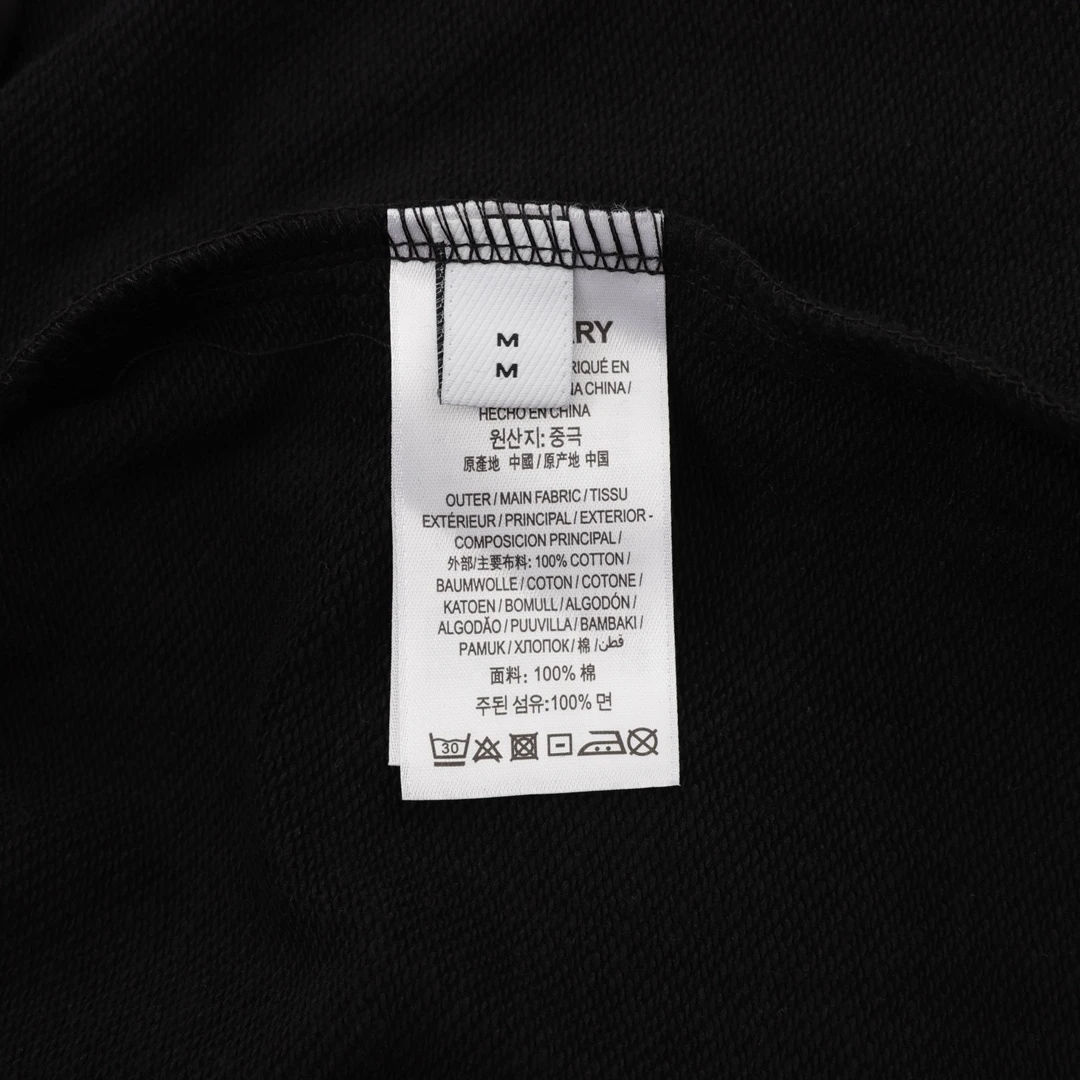 M
M
RY
RIQUÉ EN
NA CHINA /
HECHO EN CHINA
원산지: 중국
原產地 中國 / 原产地 中国
OUTER / MAIN FABRIC / TISSU
EXTÉRIEUR / PRINCIPAL / EXTERIOR -
COMPOSICION PRINCIPAL /
外部/主要布料: 100% COTTON /
BAUMWOLLE / COTON / COTONE /
KATOEN / BOMULL / ALGODÓN /
ALGODÃO / PUUVILLA / BAMBAKI /
PAMUK / ХЛОПОК / 棉 / قطن
面料: 100% 棉
주된 섬유:100% 면
30